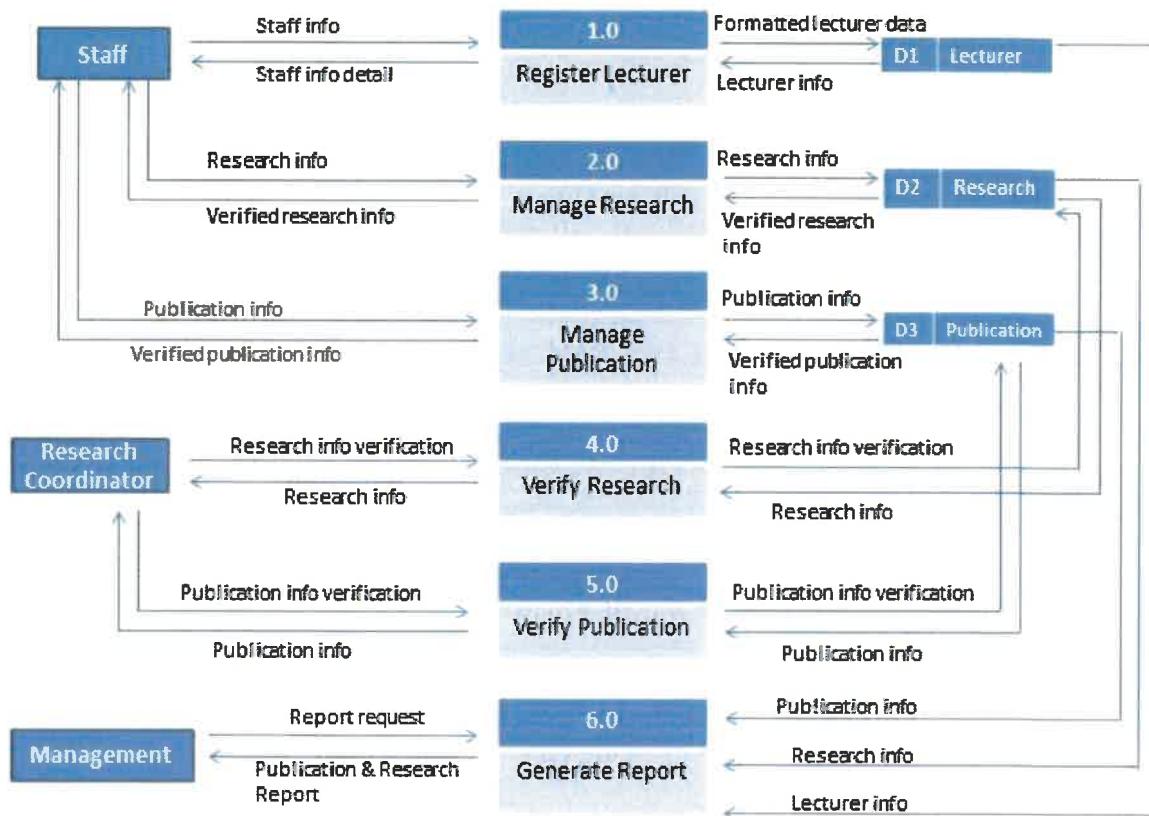 Staff info
1.0
Formatted lecturer data
Staff
Staff info detail
Register Lecturer
D1 Lecturer
Lecturer info
Research info
2.0
Research info
Verified research info
Manage Research
D2 Research
Verified research
info
3.0
Publication info
Publication info
Verified publication info
Manage
Publication
D3 Publication
Verified publication
info
Research
Coordinator
Research info verification
4.0
Research info verification
Research info
Verify Research
Research info
Publication info verification
5.0
Publication info verification
Publication info
Verify Publication
Publication info
Management
Report request
6.0
Publication info
Publication & Research
Report
Generate Report
Research info
Lecturer info